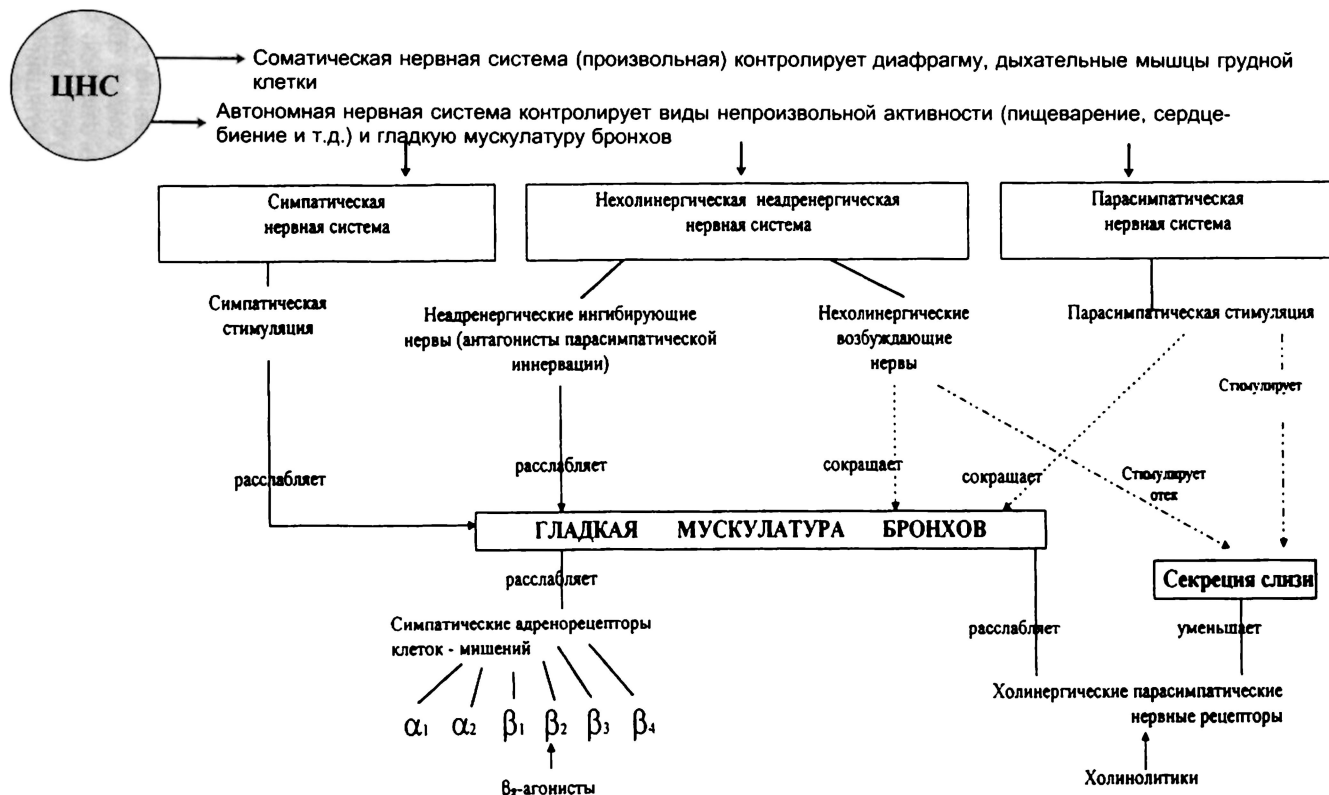 ЦНС
Соматическая нервная система (произвольная) контролирует диафрагму, дыхательные мышцы грудной
клетки
Автономная нервная система контролирует виды непроизвольной активности (пищеварение, сердце-
биение и т.д.) и гладкую мускулатуру бронхов
Симпатическая
нервная система
Нехолинергическая неадренергическая
нервная система
Парасимпатическая
нервная система
Симпатическая
стимуляция
Неадренергические ингибирующие
нервы (антагонисты парасимпатической
иннервации)
Нехолинергические
возбуждающие
нервы
Парасимпатическая стимуляция
Стимулирует
расслабляет
расслабляет
сокращает
сокращает
Стимулирует
отек
ГЛАДКАЯ МУСКУЛАТУРА БРОНХОВ
Секреция слизи
расслабляет
Симпатические адренорецепторы
клеток - мишений
расслабляет
уменьшает
α1 α2 β1 β2 β3 β4
Холинергические парасимпатические
нервные рецепторы
β2-агонисты
Холинолитики